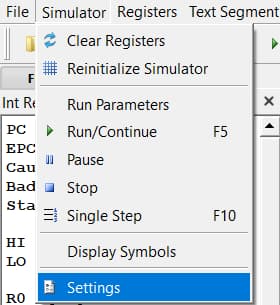 File Simulator Registers Text Segment
Clear Registers
Reinitialize Simulator
Run Parameters
Run/Continue F5
Pause
Stop
Single Step F10
Display Symbols
Settings
F
Int Re
PC
EPC
Cau
Bad
Sta
HI
LO
R0